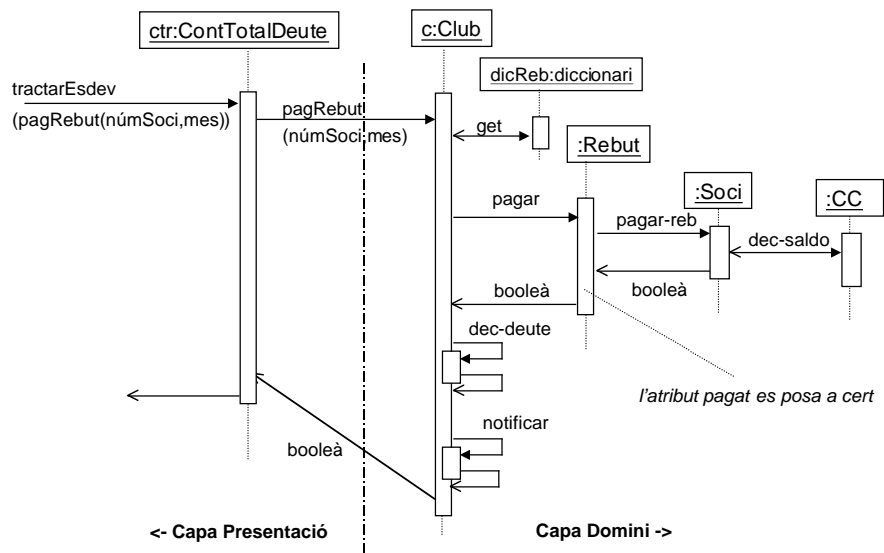 ctr:ContTotalDeute
c:Club
dicReb:diccionari
tractarEsdev
(pagRebut(númSoci,mes))
pagRebut
(númSoci,mes)
get
:Rebut
:Soci
:CC
pagar
pagar-reb
dec-saldo
booleà
booleà
dec-deute
l'atribut pagat es posa a cert
notificar
booleà
<- Capa Presentació
Capa Domini ->